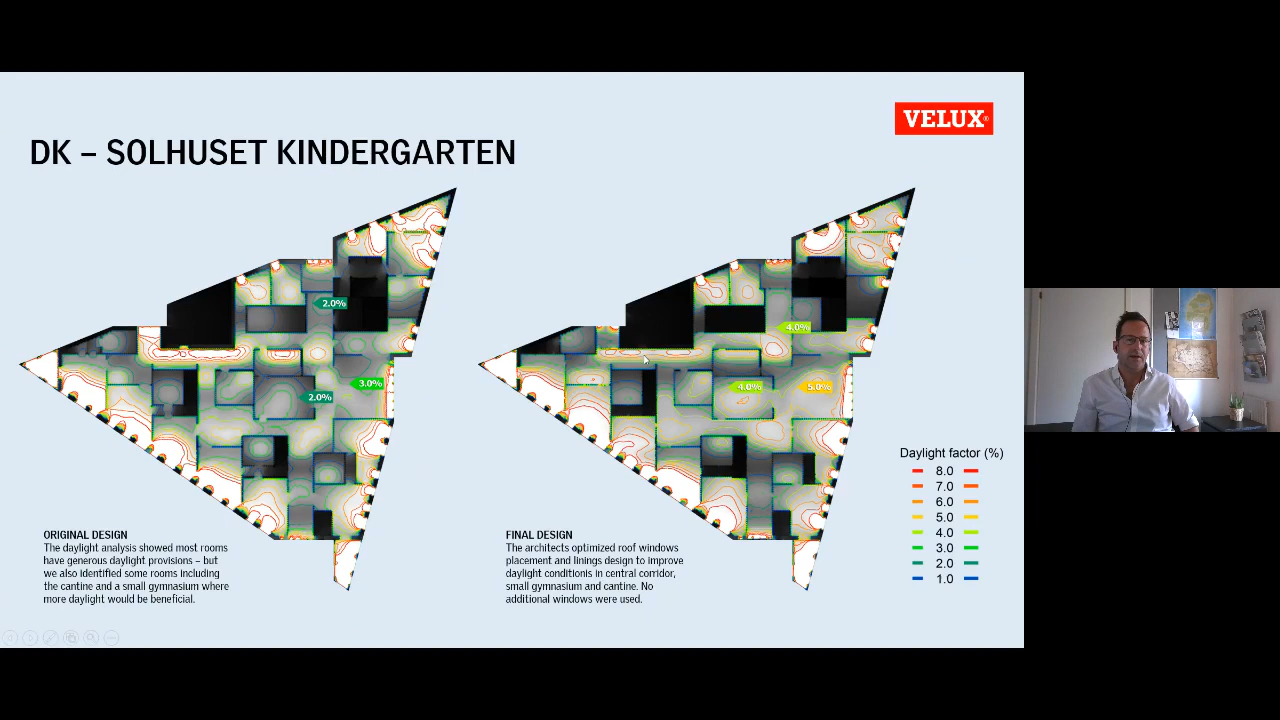 VELUX®
DK – SOLHUSET KINDERGARTEN
2.0%
3.0%
2.0%
4.0%
4.0%
5.0%
ORIGINAL DESIGN
The daylight analysis showed most rooms
have generous daylight provisions – but
we also identified some rooms including
the cantine and a small gymnasium where
more daylight would be beneficial.
FINAL DESIGN
The architects optimized roof windows
placement and linings design to improve
daylight conditionis in central corridor,
small gymnasium and cantine. No
additional windows were used.
Daylight factor (%)
8.0
7.0
6.0
5.0
4.0
3.0
2.0
1.0